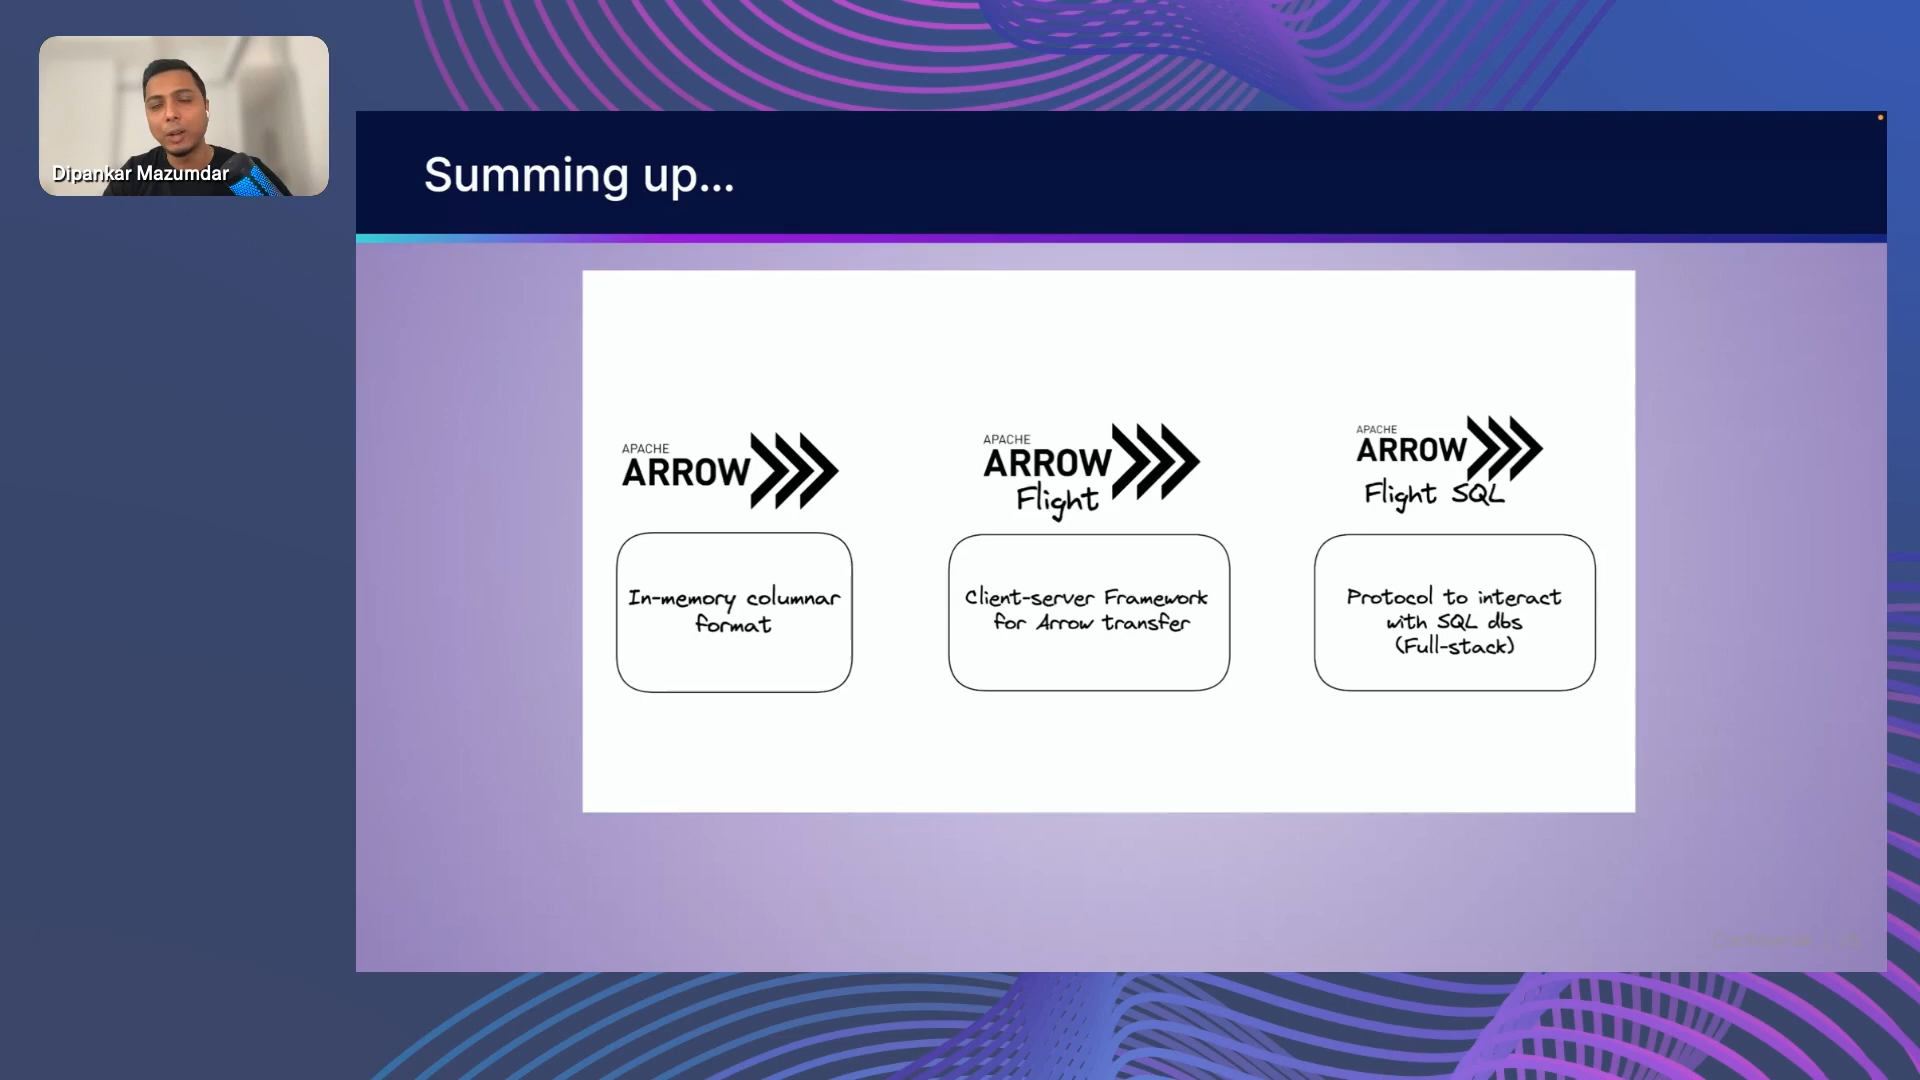 Dipankar Mazumdar
Summing up...
APACHE
ARROW
In-memory columnar
format
APACHE
ARROW
Flight
Client-server Framework
for Arrow transfer
APACHE
ARROW
Flight SQL
Protocol to interact
with SQL dbs
(Full-stack)